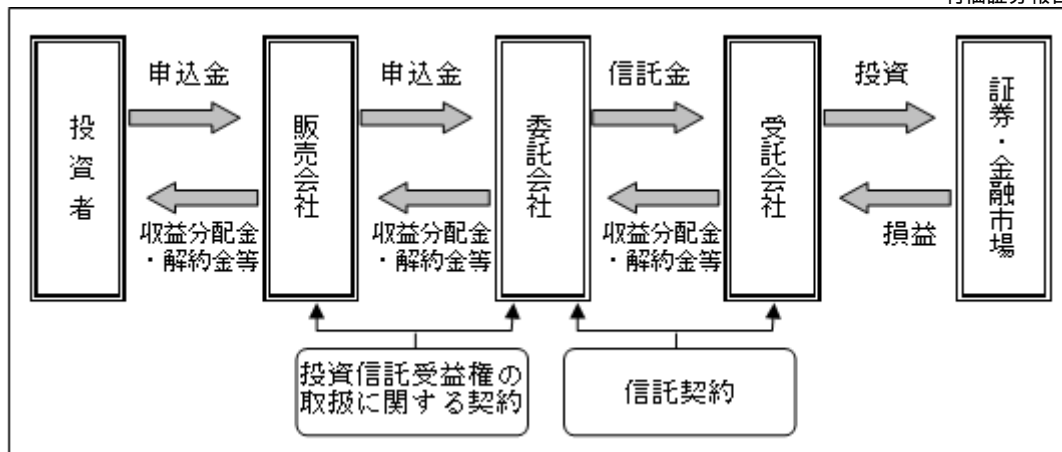 申込金
申込金
信託金
投資
投資者
販売会社
委託会社
受託会社
証券・金融市場
収益分配金
・解約金等
収益分配金
・解約金等
収益分配金
・解約金等
損益
投資信託受益権の
取扱に関する契約
信託契約